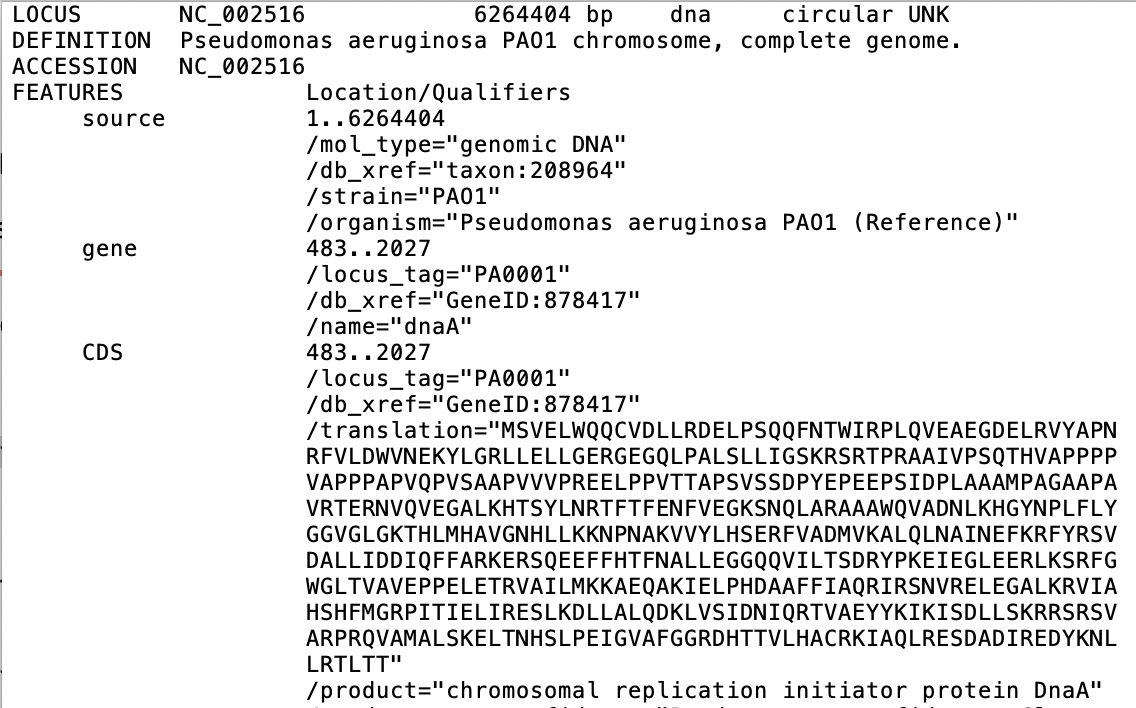 LOCUS       NC_002516            6264404 bp    dna     circular UNK
DEFINITION  Pseudomonas aeruginosa PAO1 chromosome, complete genome.
ACCESSION   NC_002516
FEATURES             Location/Qualifiers
     source          1..6264404
                     /mol_type="genomic DNA"
                     /db_xref="taxon:208964"
                     /strain="PAO1"
                     /organism="Pseudomonas aeruginosa PAO1 (Reference)"
     gene            483..2027
                     /locus_tag="PA0001"
                     /db_xref="GeneID:878417"
                     /name="dnaA"
     CDS             483..2027
                     /locus_tag="PA0001"
                     /db_xref="GeneID:878417"
                     /translation="MSVELWQQCVDLLRDELPSQQFNTWIRPLQVEAEGDELRVYAPN
                     RFVLDWVNEKYLGRLLELLGERGEGQLPALSLLIGSKRSRTPRAAIVPSQTHVAPPPP
                     VAPPPAPVQPVSAAPVVVPREELPPVTTAPSVSSDPYEPEEPSIDPLAAAMPAGAAPA
                     VRTERNVQVEGALKHTSYLNRTFTFENFVEGKSNQLARAAAWQVADNLKHGYNPLFLY
                     GGVGLGKTHLMHAVGNHLLKKNPNAKVVYLHSERFVADMVKALQLNAINEFKRFYRSV
                     DALLIDDIQFFARKERSQEEFFHTFNALLEGGQQVILTSDRYPKEIEGLEERLKSRFG
                     WGLTVAVEPPELETRVAILMKKAEQAKIELPHDAAFFIAQRIRSNVRELEGALKRVIA
                     HSHFMGRPITIELIRESLKDLLALQDKLVSIDNIQRTVAEYYKIKISDLLSKRRSRSV
                     ARPRQVAMALSKELTNHSLPEIGVAFGGRDHTTVLHACRKIAQLRESDADIREDYKNL
                     LRTLTT"
                     /product="chromosomal replication initiator protein DnaA"